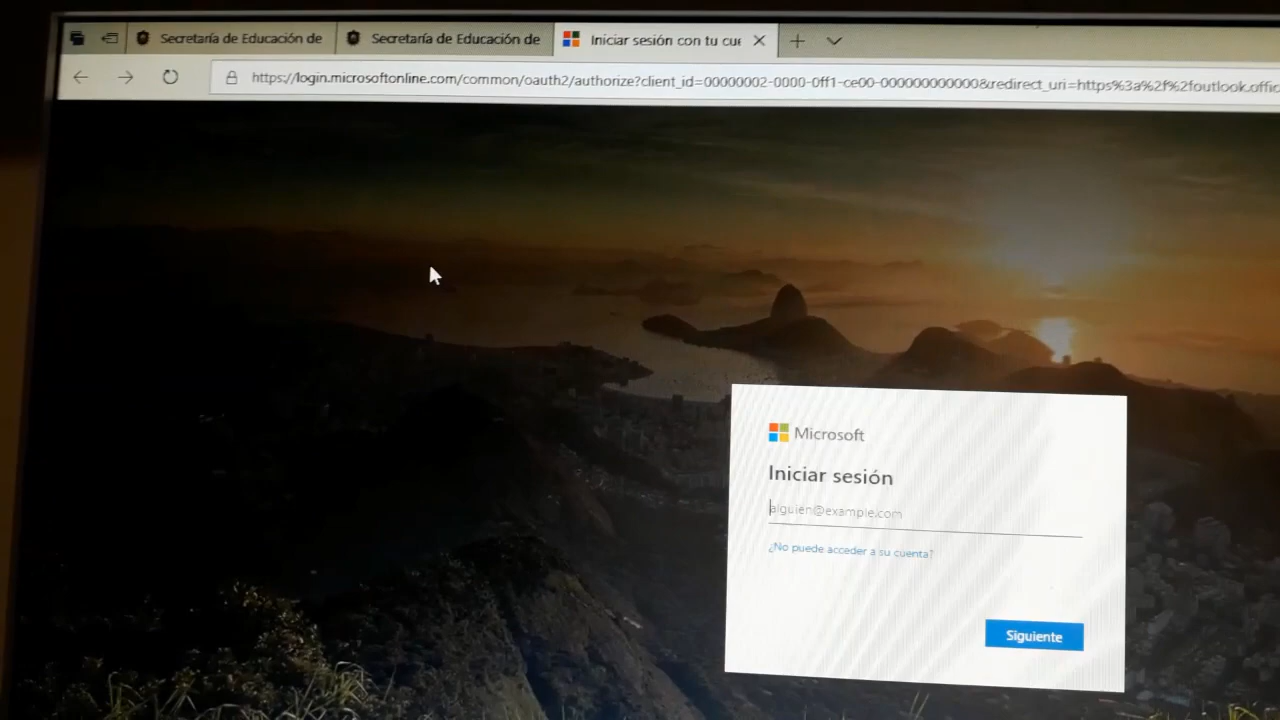 Secretaría de Educación de
Secretaría de Educación de
Iniciar sesión con tu cue
https://login.microsoftonline.com/common/oauth2/authorize?client_id=00000002-0000-0ff1-ce00-000000000000&redirect_uri=https%3a%2f%2foutlook.offic
Microsoft
Iniciar sesión
alguien@example.com
¿No puede acceder a su cuenta?
Siguiente